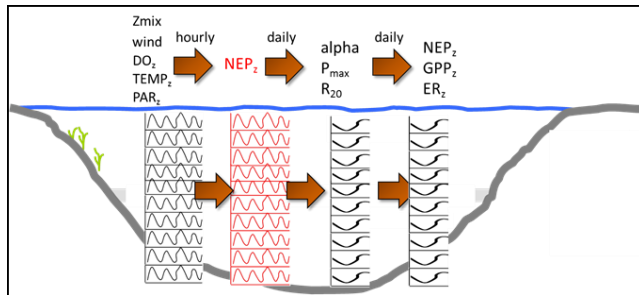 Zmix
wind
DOz
TEMPz
PARz
hourly
NEPz
daily
alpha
Pmax
R20
daily
NEPz
GPPz
ERz